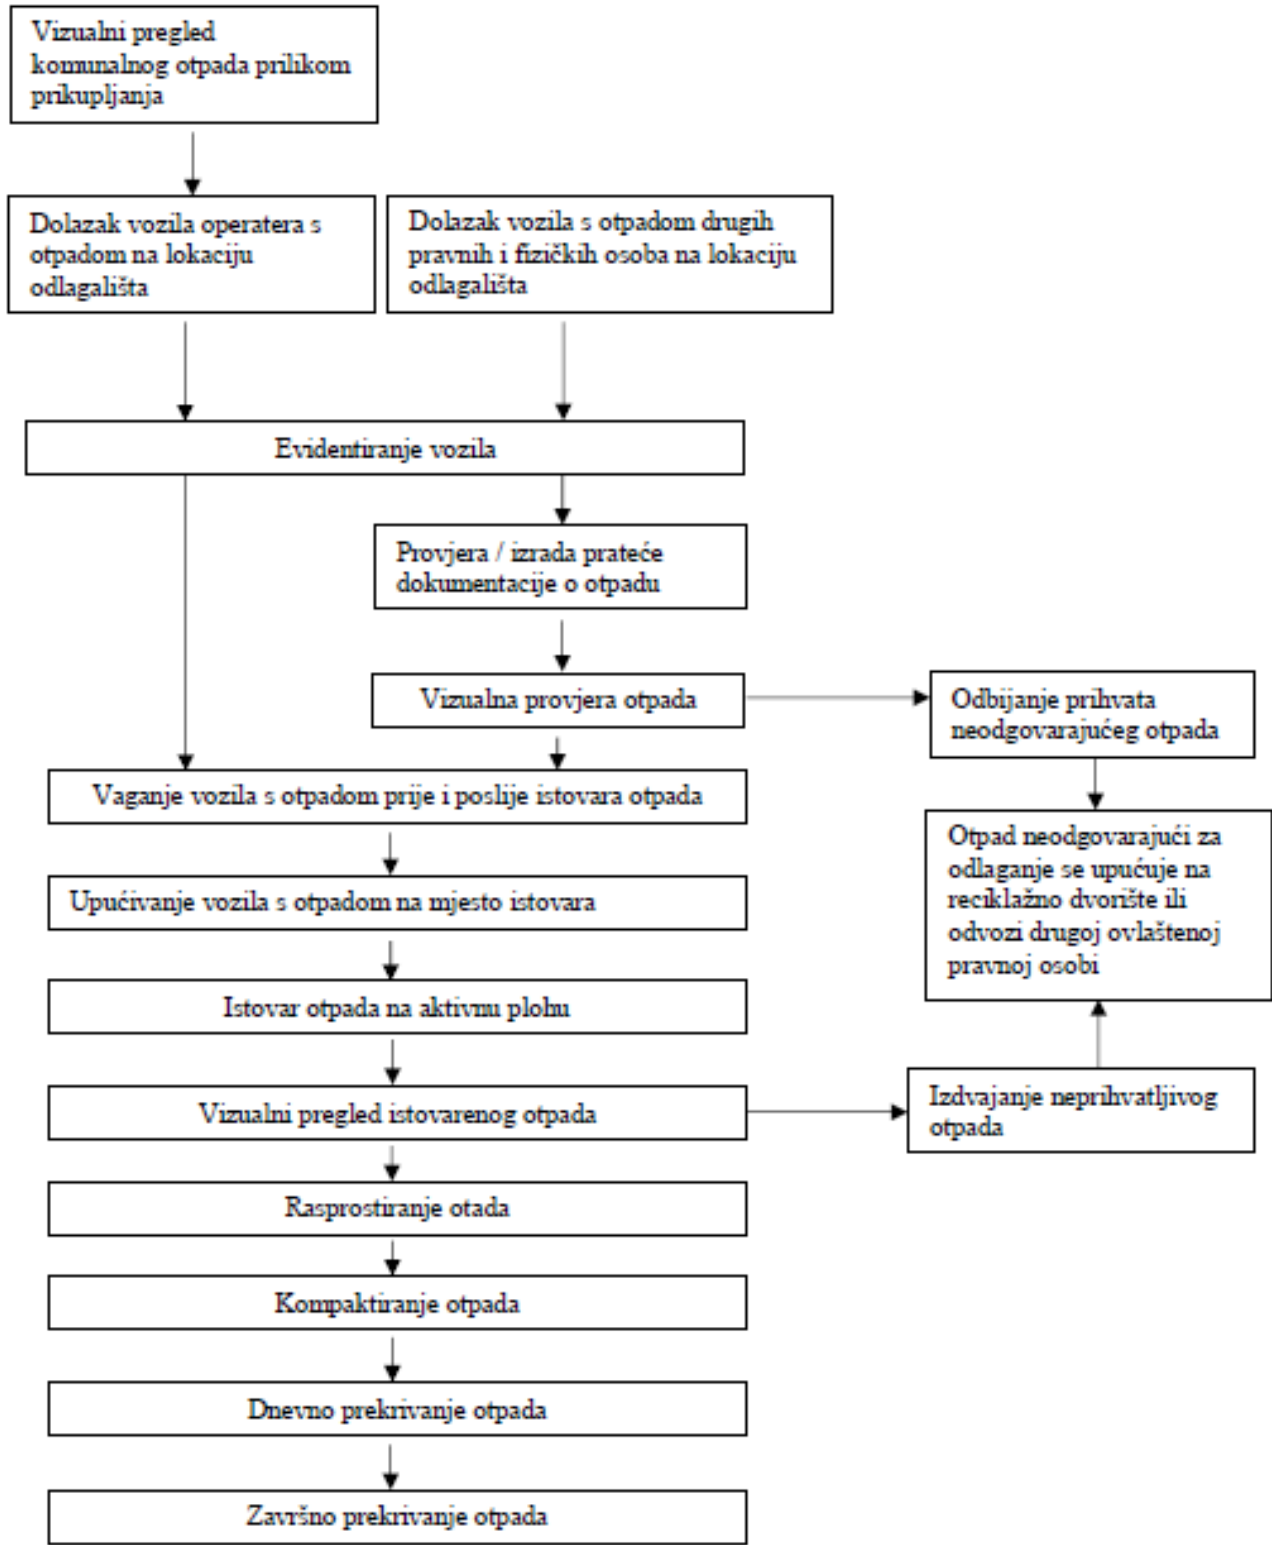 Vizualni pregled
komunalnog otpada prilikom
prikupljanja
Dolazak vozila operatera s
otpadom na lokaciju
odlagališta
Dolazak vozila s otpadom drugih
pravnih i fizičkih osoba na lokaciju
odlagališta
Evidentiranje vozila
Provjera / izrada prateće
dokumentacije o otpadu
Vizualna provjera otpada
Odbijanje prihvata
neodgovarajućeg otpada
Vaganje vozila s otpadom prije i poslije istovara otpada
Otpad neodgovarajući za
odlaganje se upućuje na
reciklažno dvorište ili
odvozi drugoj ovlaštenoj
pravnoj osobi
Upućivanje vozila s otpadom na mjesto istovara
Istovar otpada na aktivnu plohu
Vizualni pregled istovarenog otpada
Izdvajanje neprihvatljivog
otpada
Rasprostiranje otada
Kompaktiranje otpada
Dnevno prekrivanje otpada
Završno prekrivanje otpada